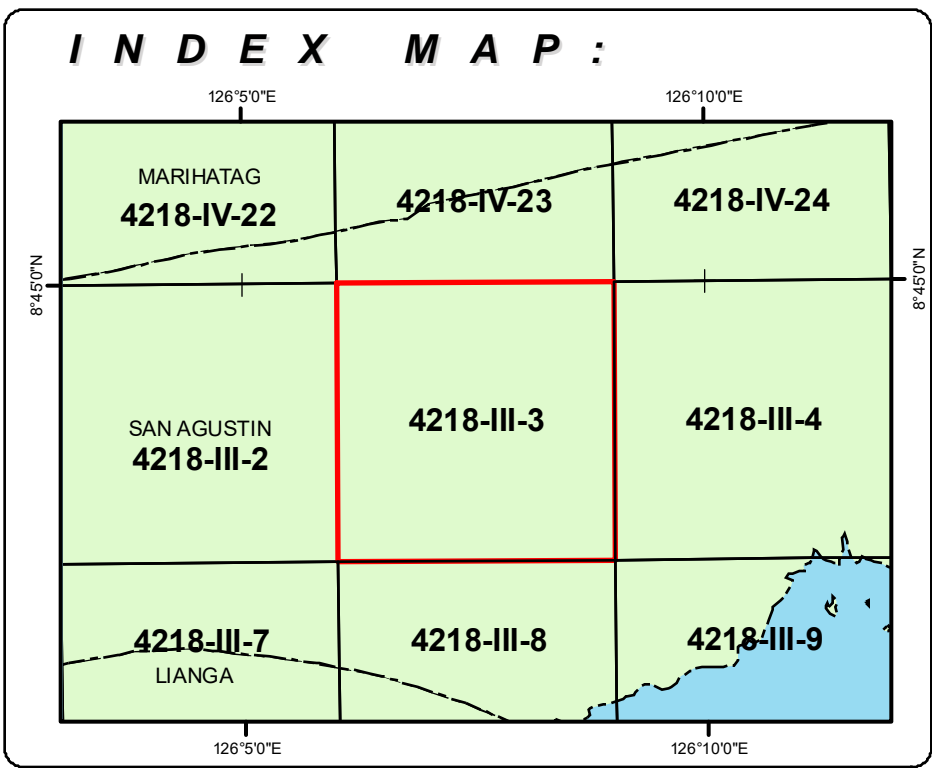 INDEX MAP:
126°5'0"E
126°10'0"E
MARIHATAG
4218-IV-22
4218-IV-23
4218-IV-24
8°45'0"N
8°45'0"N
SAN AGUSTIN
4218-III-2
4218-III-3
4218-III-4
4218-III-7
LIANGA
4218-III-8
4218-III-9
126°5'0"E
126°10'0"E